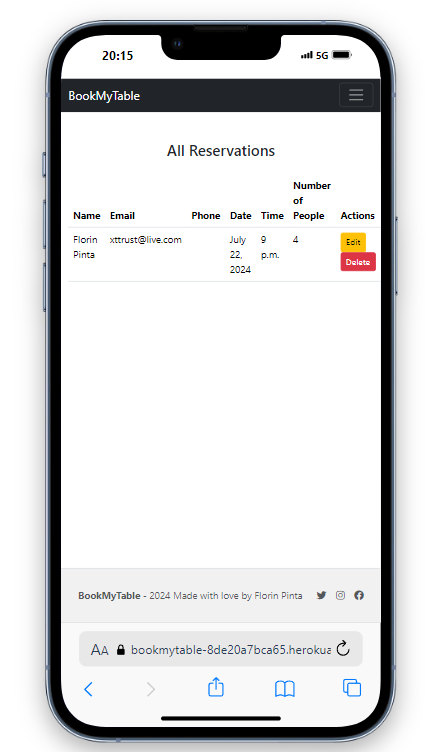 20:15 5G
BookMyTable
All Reservations
Name Email Phone Date Time Number of People Actions
Florin Pinta xttrust@live.com July 22, 2024 9 p.m. 4 Edit
Delete
BookMyTable - 2024 Made with love by Florin Pinta
AA bookmytable-8de20a7bca65.herokua